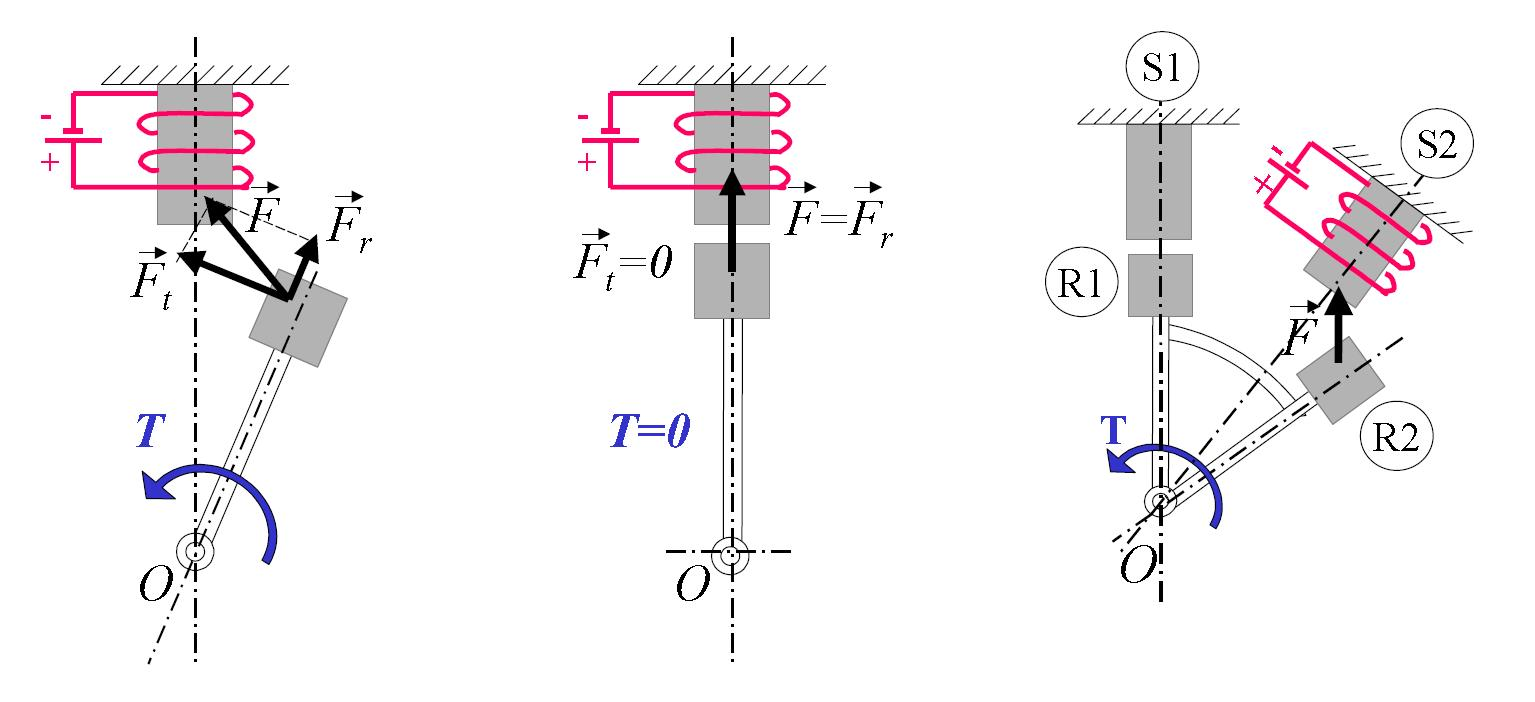 -
+
F
F_r
F_t
T
O
-
+
F=F_r
F_t=0
T=0
O
S1
S2
-
+
R1
F
R2
T
O